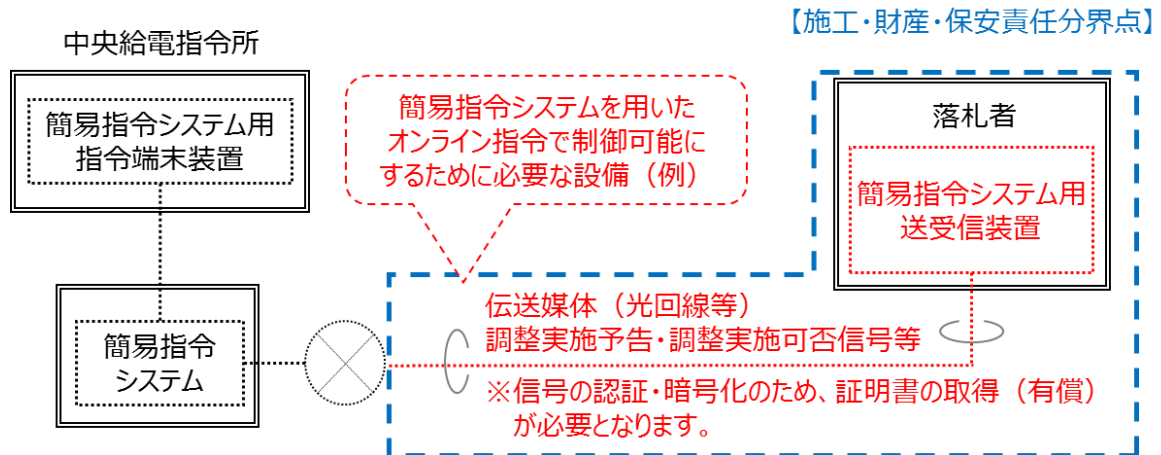 【施工・財産・保安責任分界点】
中央給電指令所
簡易指令システム用
指令端末装置
簡易指令システムを用いた
オンライン指令で制御可能に
するために必要な設備（例）
落札者
簡易指令システム用
送受信装置
簡易指令
システム
伝送媒体（光回線等）
調整実施予告・調整実施可否信号等
※信号の認証・暗号化のため、証明書の取得（有償）
が必要となります。